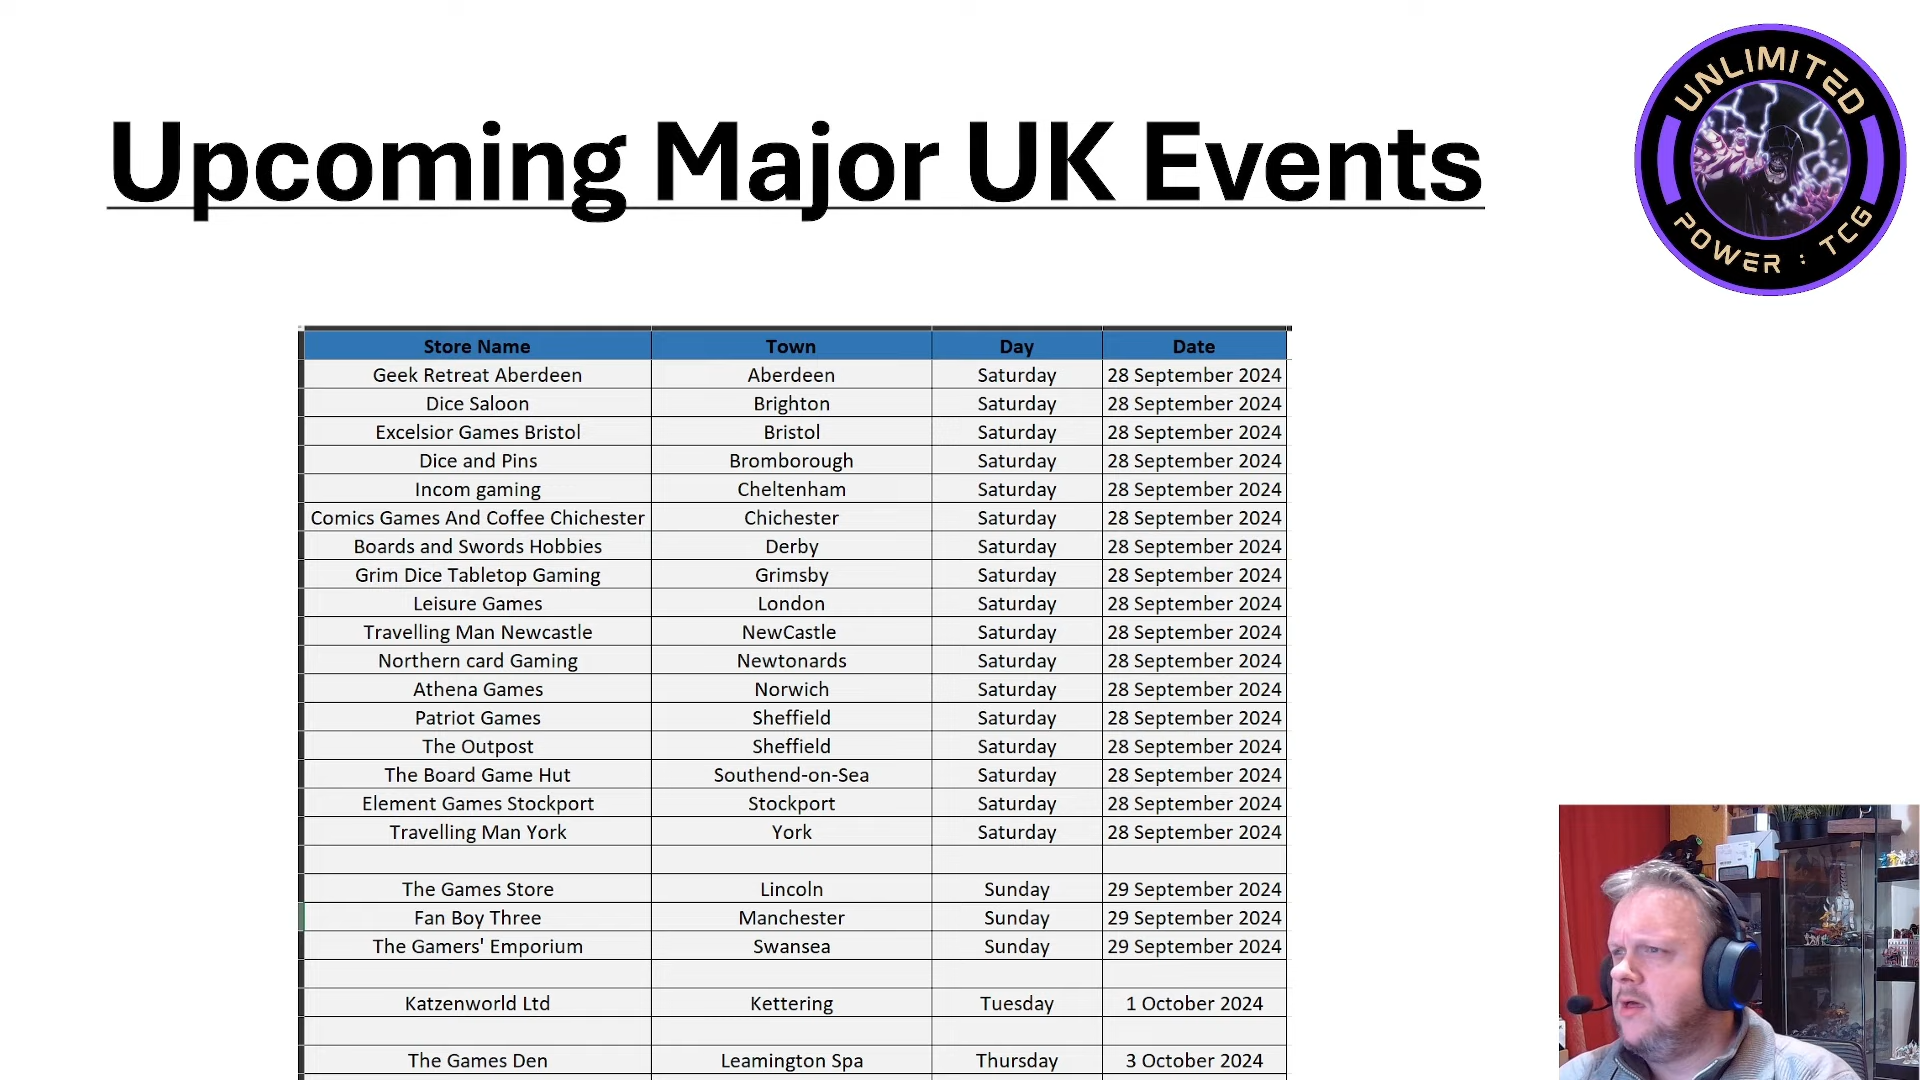 Upcoming Major UK Events
UNLIMITED
POWER : TCG
Store Name Town Day Date
Geek Retreat Aberdeen Aberdeen Saturday 28 September 2024
Dice Saloon Brighton Saturday 28 September 2024
Excelsior Games Bristol Bristol Saturday 28 September 2024
Dice and Pins Bromborough Saturday 28 September 2024
Incom gaming Cheltenham Saturday 28 September 2024
Comics Games And Coffee Chichester Chichester Saturday 28 September 2024
Boards and Swords Hobbies Derby Saturday 28 September 2024
Grim Dice Tabletop Gaming Grimsby Saturday 28 September 2024
Leisure Games London Saturday 28 September 2024
Travelling Man Newcastle NewCastle Saturday 28 September 2024
Northern card Gaming Newtonards Saturday 28 September 2024
Athena Games Norwich Saturday 28 September 2024
Patriot Games Sheffield Saturday 28 September 2024
The Outpost Sheffield Saturday 28 September 2024
The Board Game Hut Southend-on-Sea Saturday 28 September 2024
Element Games Stockport Stockport Saturday 28 September 2024
Travelling Man York York Saturday 28 September 2024
The Games Store Lincoln Sunday 29 September 2024
Fan Boy Three Manchester Sunday 29 September 2024
The Gamers' Emporium Swansea Sunday 29 September 2024
Katzenworld Ltd Kettering Tuesday 1 October 2024
The Games Den Leamington Spa Thursday 3 October 2024